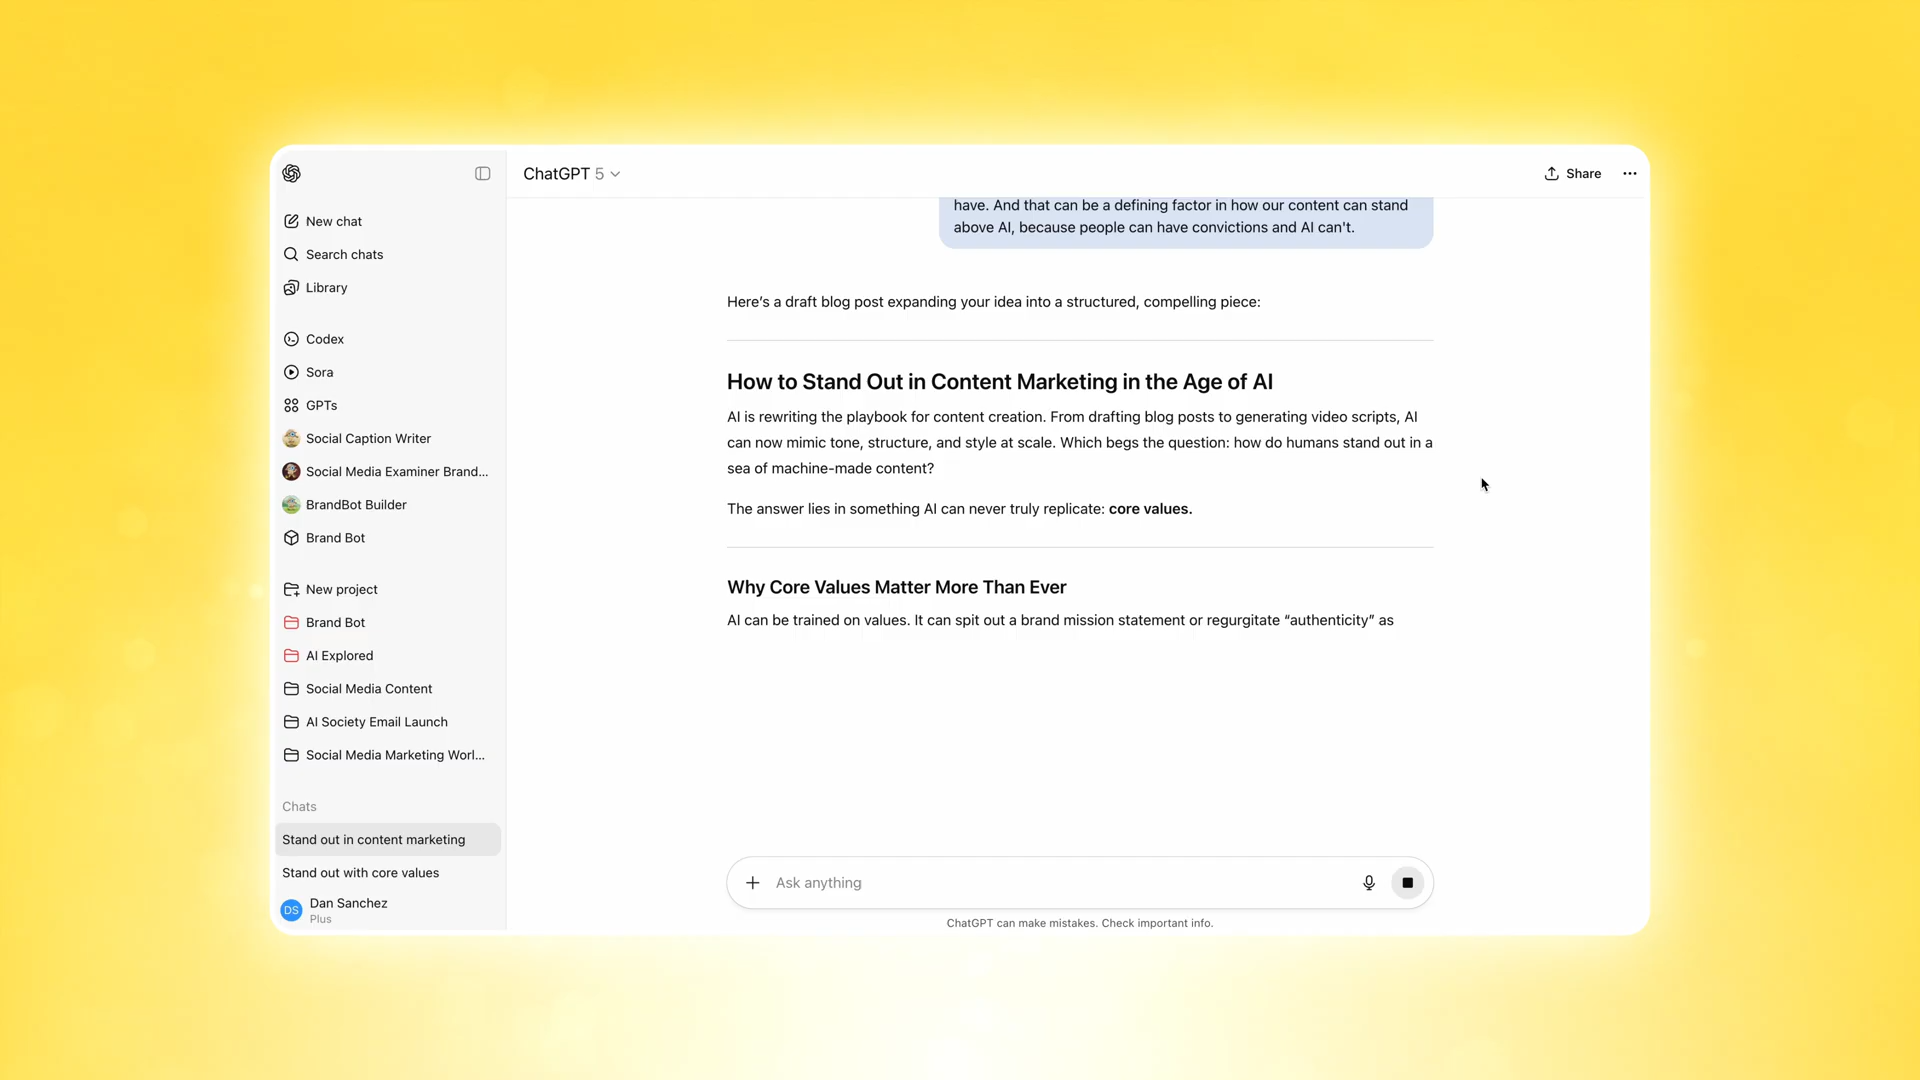 New chat
Search chats
Library
Codex
Sora
GPTs
Social Caption Writer
Social Media Examiner Brand...
BrandBot Builder
Brand Bot
New project
Brand Bot
AI Explored
Social Media Content
AI Society Email Launch
Social Media Marketing Worl...
Chats
Stand out in content marketing
Stand out with core values
DS
Dan Sanchez
Plus
ChatGPT 5
Share
have. And that can be a defining factor in how our content can stand
above AI, because people can have convictions and AI can't.
Here’s a draft blog post expanding your idea into a structured, compelling piece:
How to Stand Out in Content Marketing in the Age of AI
AI is rewriting the playbook for content creation. From drafting blog posts to generating video scripts, AI
can now mimic tone, structure, and style at scale. Which begs the question: how do humans stand out in a
sea of machine-made content?
The answer lies in something AI can never truly replicate: core values.
Why Core Values Matter More Than Ever
AI can be trained on values. It can spit out a brand mission statement or regurgitate “authenticity” as
Ask anything
ChatGPT can make mistakes. Check important info.